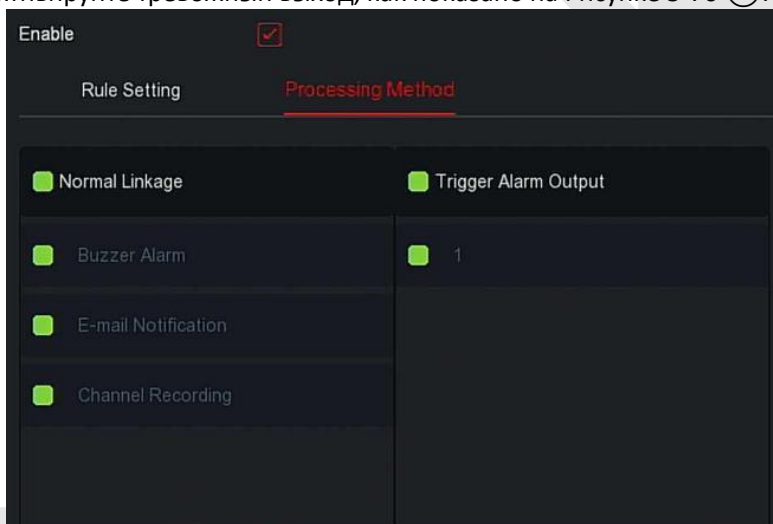 Enable
Rule Setting Processing Method
Normal Linkage Trigger Alarm Output
Buzzer Alarm 1
E-mail Notification
Channel Recording